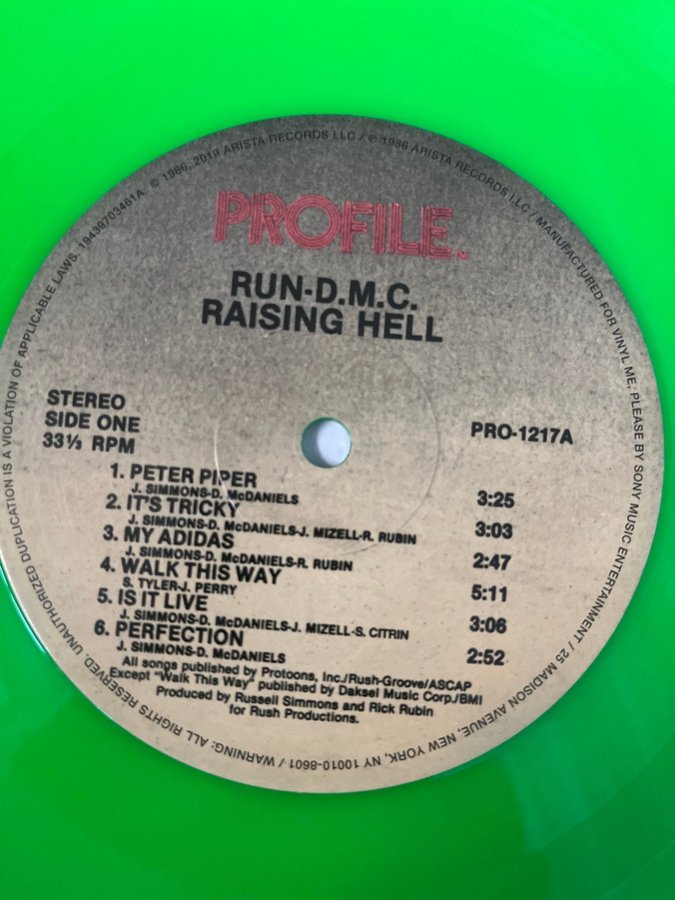 © 1986, 2019 ARISTA RECORDS LLC / ℗ 1986 ARISTA RECORDS LLC / MANUFACTURED FOR VINYL ME, PLEASE BY SONY MUSIC ENTERTAINMENT / 25 MADISON AVENUE, NEW YORK, NY 10010-8601 / WARNING: ALL RIGHTS RESERVED. UNAUTHORIZED DUPLICATION IS A VIOLATION OF APPLICABLE LAWS. 19439703461A
PROFILE™
RUN-D.M.C.
RAISING HELL
STEREO
SIDE ONE
33⅓ RPM
PRO-1217A
1. PETER PIPER 3:25
J. SIMMONS-D. McDANIELS
2. IT'S TRICKY 3:03
J. SIMMONS-D. McDANIELS-J. MIZELL-R. RUBIN
3. MY ADIDAS 2:47
J. SIMMONS-D. McDANIELS-R. RUBIN
4. WALK THIS WAY 5:11
S. TYLER-J. PERRY
5. IS IT LIVE 3:06
J. SIMMONS-D. McDANIELS-J. MIZELL-S. CITRIN
6. PERFECTION 2:52
J. SIMMONS-D. McDANIELS
All songs published by Protoons, Inc./Rush-Groove/ASCAP
Except "Walk This Way" published by Daksel Music Corp./BMI
Produced by Russell Simmons and Rick Rubin
for Rush Productions.